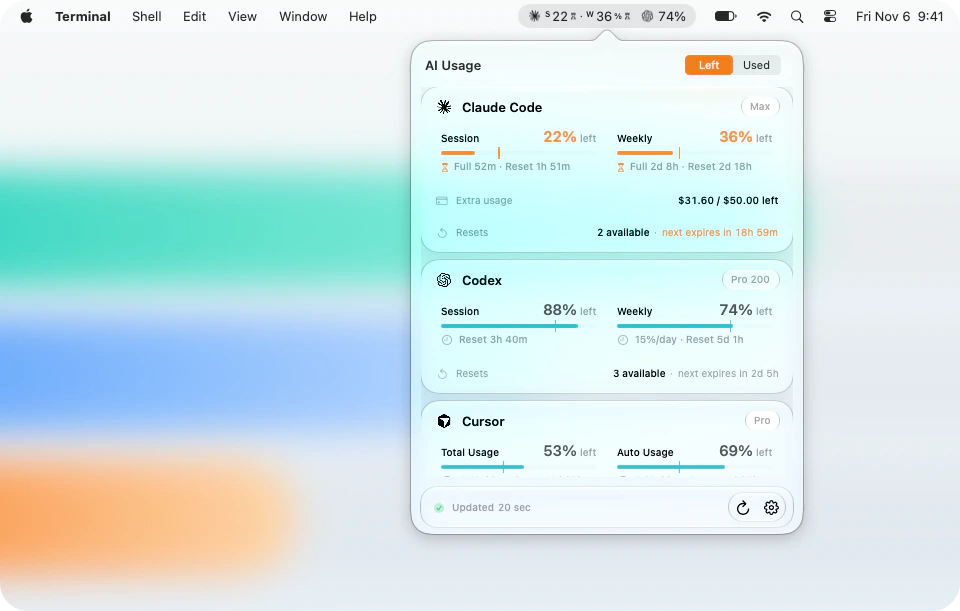 Terminal Shell Edit View Window Help S 22 · W 36% 74% Fri Nov 6 9:41
AI Usage Left Used
Claude Code Max
Session 22% left Weekly 36% left
Full 52m · Reset 1h 51m Full 2d 8h · Reset 2d 18h
Extra usage $31.60 / $50.00 left
Resets 2 available · next expires in 18h 59m
Codex Pro 200
Session 88% left Weekly 74% left
Reset 3h 40m 15%/day · Reset 5d 1h
Resets 3 available · next expires in 2d 5h
Cursor Pro
Total Usage 53% left Auto Usage 69% left
Updated 20 sec